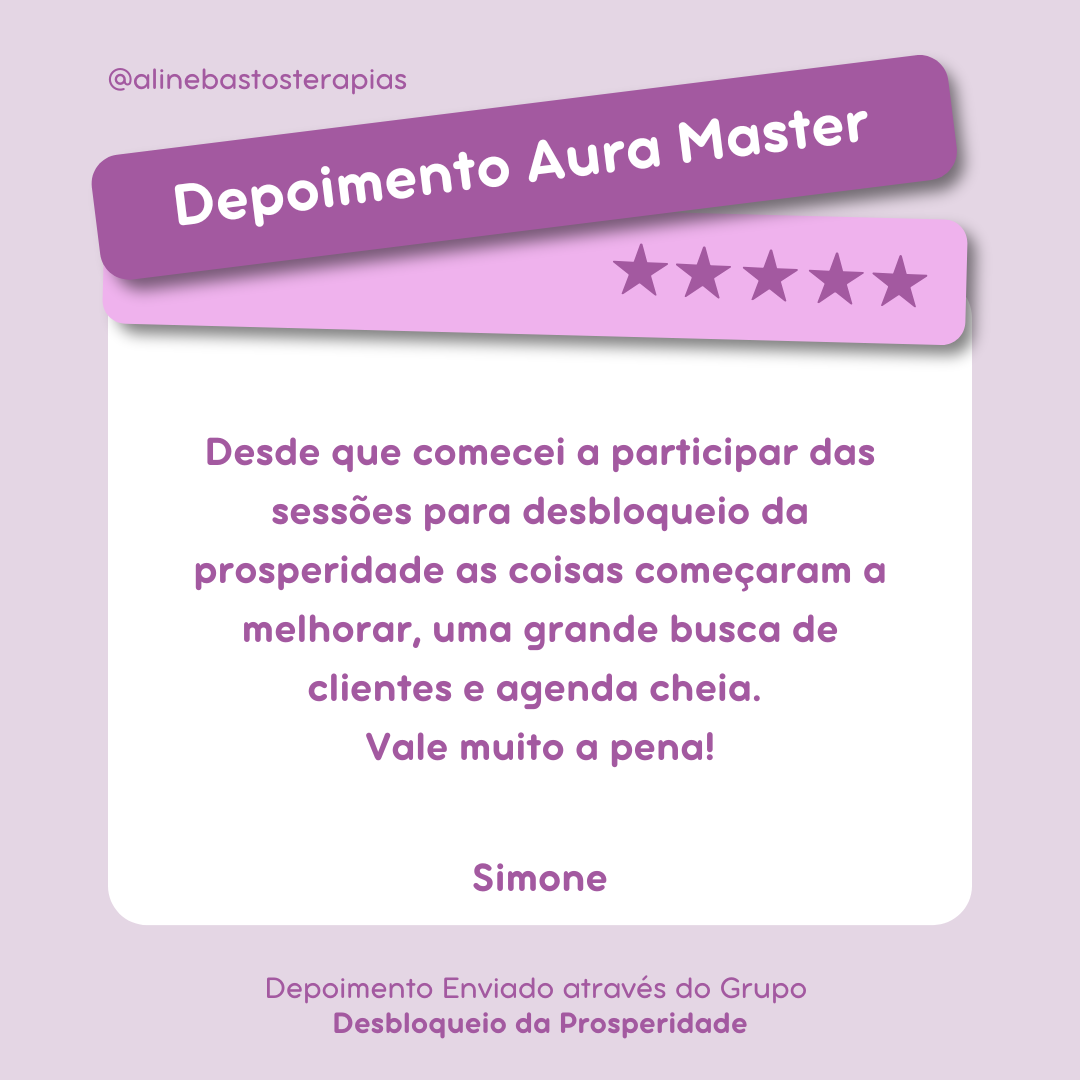 @alinebastosterapias
Depoimento Aura Master
Desde que comecei a participar das
sessões para desbloqueio da
prosperidade as coisas começaram a
melhorar, uma grande busca de
clientes e agenda cheia.
Vale muito a pena!
Simone
Depoimento Enviado através do Grupo
Desbloqueio da Prosperidade